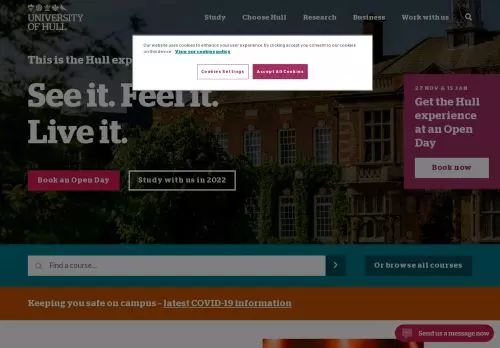 UNIVERSITY
OF HULL
Study
Choose Hull
Research
Business
Work with us
This is the Hull exp
See it. Feel it.
Live it.
Book an Open Day
Study with us in 2022
Our website uses cookies to enhance your user experience. By clicking accept you consent to our cookies
on this device. View our cookies policy
Cookies Settings
Accept All Cookies
27 NOV & 15 JAN
Get the Hull
experience
at an Open
Day
Book now
Find a course...
Or browse all courses
Keeping you safe on campus – latest COVID-19 information
Send us a message now